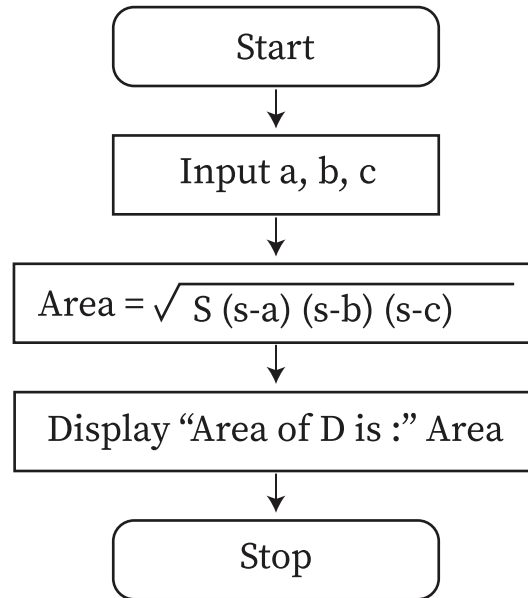 Start
Input a, b, c
Area = √ S (s-a) (s-b) (s-c)
Display “Area of D is :” Area
Stop